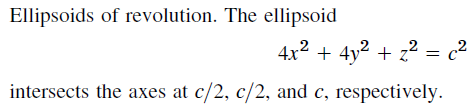 Ellipsoids of revolution. The ellipsoid
4x² + 4y² + z² = c²
intersects the axes at c/2, c/2, and c, respectively.